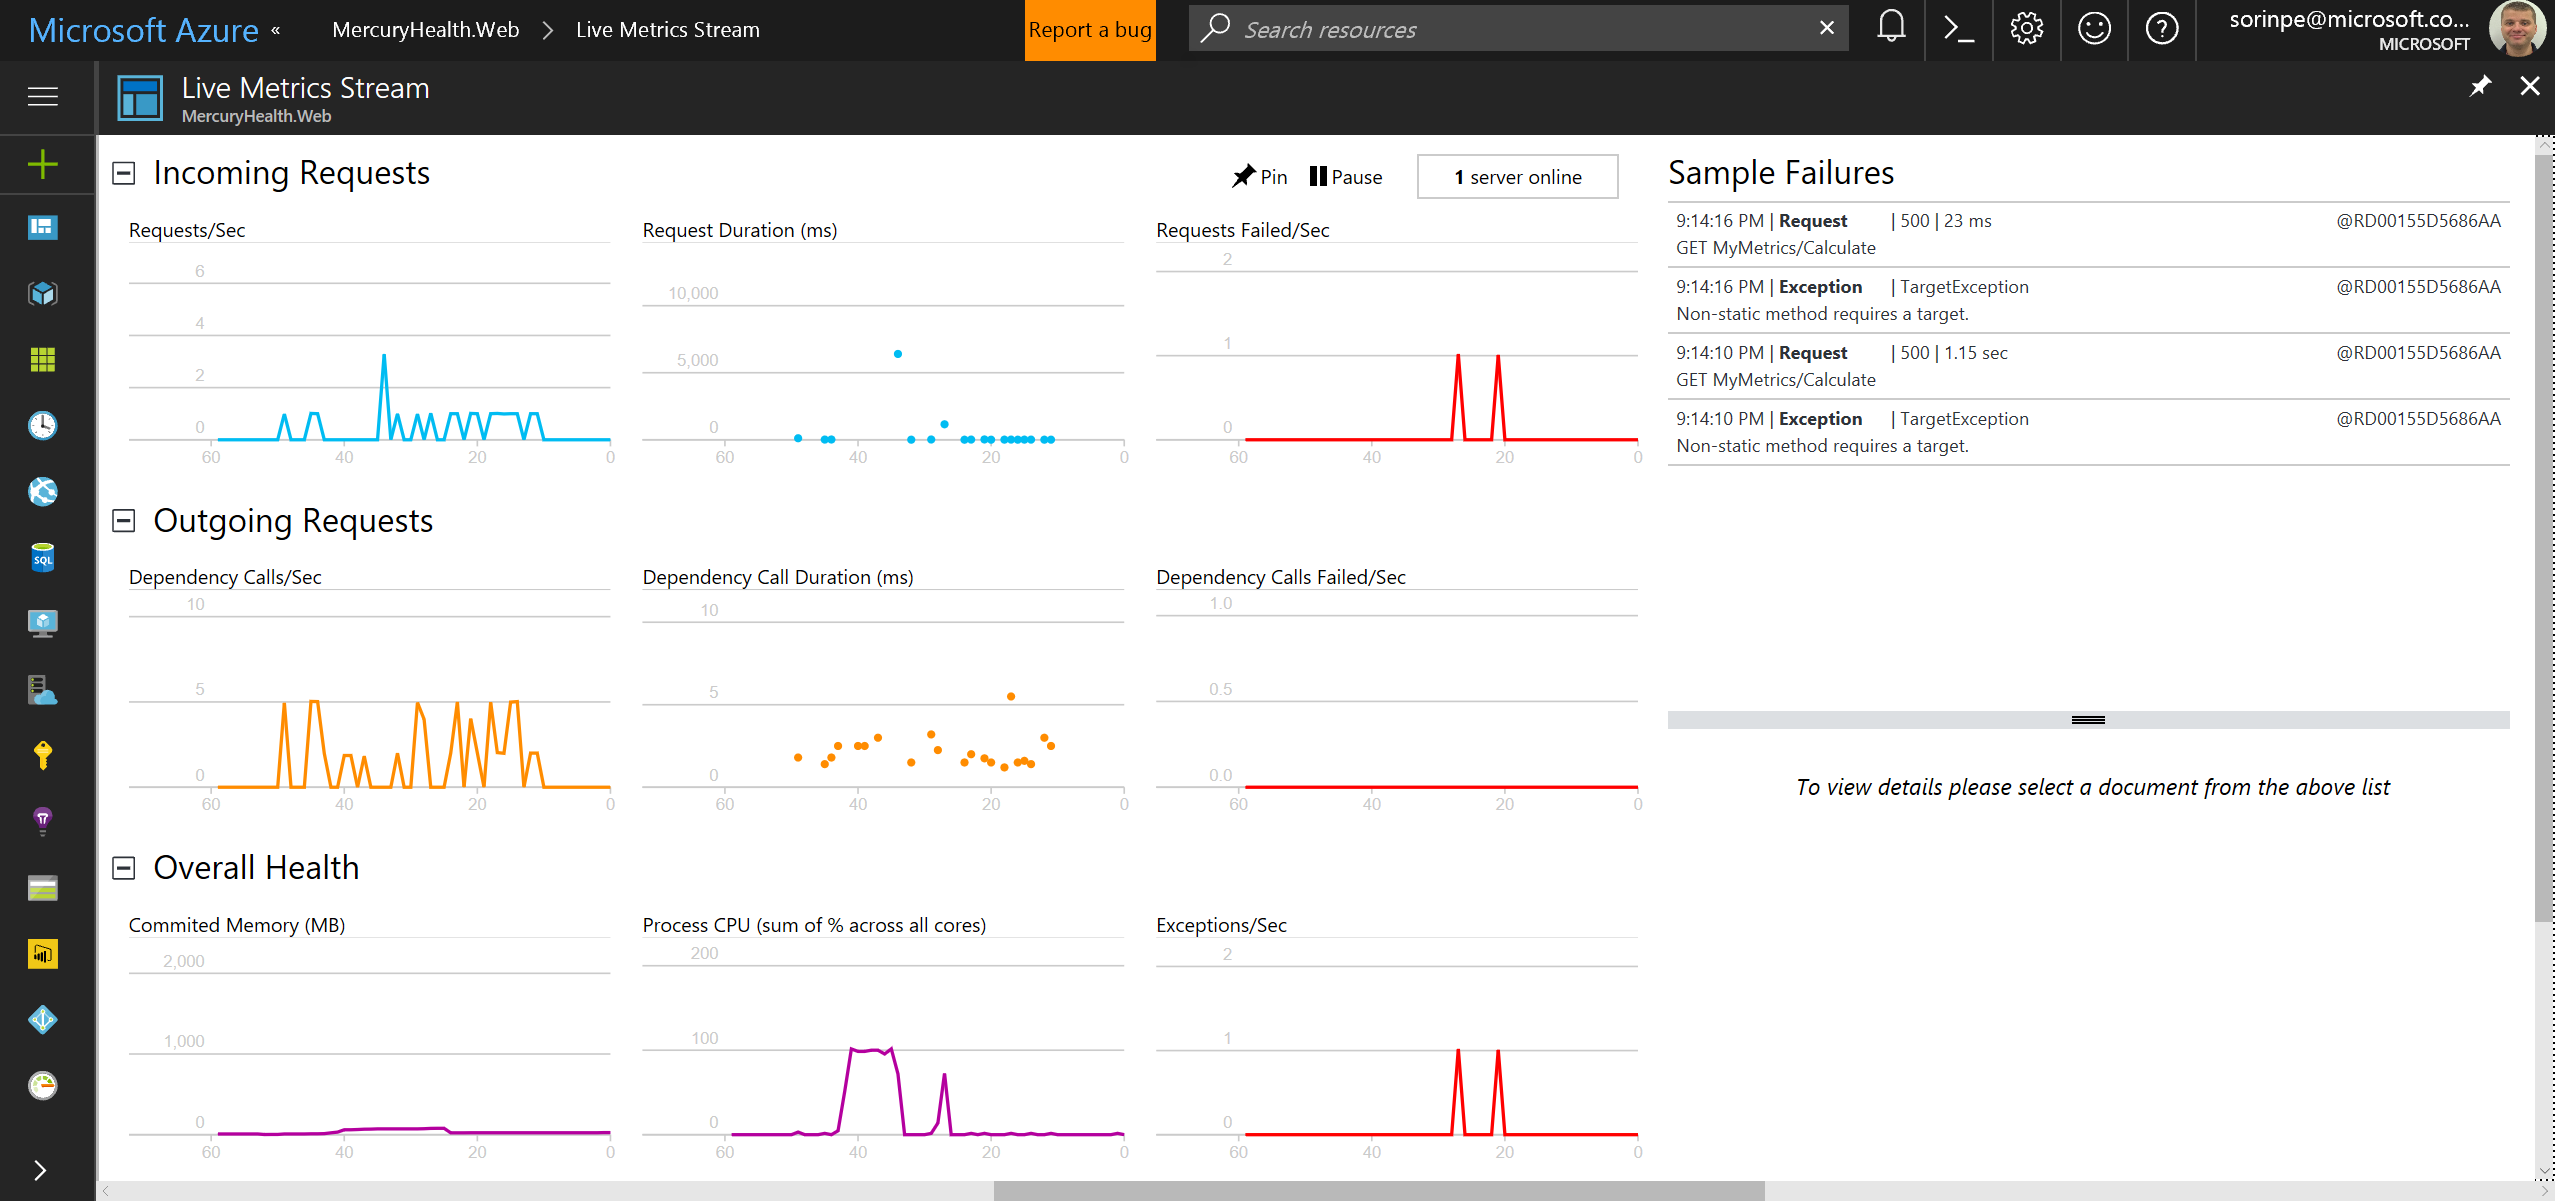 Microsoft Azure «
MercuryHealth.Web > Live Metrics Stream
Report a bug
Search resources
sorinpe@microsoft.co...
MICROSOFT
Live Metrics Stream
MercuryHealth.Web
Incoming Requests
Pin
Pause
1 server online
Requests/Sec
6
4
2
0
60 40 20 0
Request Duration (ms)
10,000
5,000
0
60 40 20 0
Requests Failed/Sec
2
1
0
60 40 20 0
Outgoing Requests
Dependency Calls/Sec
10
5
0
60 40 20 0
Dependency Call Duration (ms)
10
5
0
60 40 20 0
Dependency Calls Failed/Sec
1.0
0.5
0.0
60 40 20 0
Overall Health
Commited Memory (MB)
2,000
1,000
0
60 40 20 0
Process CPU (sum of % across all cores)
200
100
0
60 40 20 0
Exceptions/Sec
2
1
0
60 40 20 0
Sample Failures
9:14:16 PM | Request | 500 | 23 ms @RD00155D5686AA
GET MyMetrics/Calculate
9:14:16 PM | Exception | TargetException @RD00155D5686AA
Non-static method requires a target.
9:14:10 PM | Request | 500 | 1.15 sec @RD00155D5686AA
GET MyMetrics/Calculate
9:14:10 PM | Exception | TargetException @RD00155D5686AA
Non-static method requires a target.
To view details please select a document from the above list
SQL